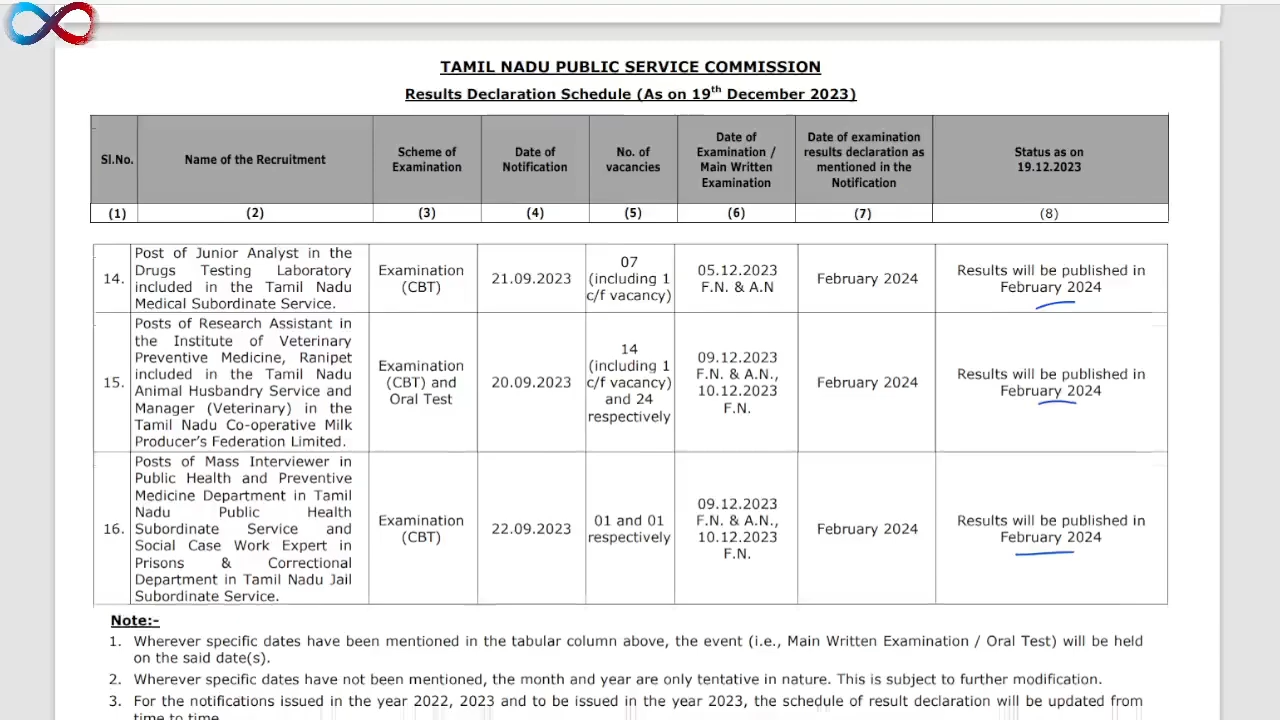 TAMIL NADU PUBLIC SERVICE COMMISSION
Results Declaration Schedule (As on 19th December 2023)
Sl.No.
Name of the Recruitment
Scheme of
Examination
Date of
Notification
No. of
vacancies
Date of
Examination /
Main Written
Examination
Date of examination
results declaration as
mentioned in the
Notification
Status as on
19.12.2023
(1)
(2)
(3)
(4)
(5)
(6)
(7)
(8)
14.
Post of Junior Analyst in the
Drugs Testing Laboratory
included in the Tamil Nadu
Medical Subordinate Service.
Examination
(CBT)
21.09.2023
07
(including 1
c/f vacancy)
05.12.2023
F.N. & A.N
February 2024
Results will be published in
February 2024
15.
Posts of Research Assistant in
the Institute of Veterinary
Preventive Medicine, Ranipet
included in the Tamil Nadu
Animal Husbandry Service and
Manager (Veterinary) in the
Tamil Nadu Co-operative Milk
Producer's Federation Limited.
Examination
(CBT) and
Oral Test
20.09.2023
14
(including 1
c/f vacancy)
and 24
respectively
09.12.2023
F.N. & A.N.,
10.12.2023
F.N.
February 2024
Results will be published in
February 2024
16.
Posts of Mass Interviewer in
Public Health and Preventive
Medicine Department in Tamil
Nadu Public Health
Subordinate Service and
Social Case Work Expert in
Prisons & Correctional
Department in Tamil Nadu Jail
Subordinate Service.
Examination
(CBT)
22.09.2023
01 and 01
respectively
09.12.2023
F.N. & A.N.,
10.12.2023
F.N.
February 2024
Results will be published in
February 2024
Note:-
1. Wherever specific dates have been mentioned in the tabular column above, the event (i.e., Main Written Examination / Oral Test) will be held
on the said date(s).
2. Wherever specific dates have not been mentioned, the month and year are only tentative in nature. This is subject to further modification.
3. For the notifications issued in the year 2022, 2023 and to be issued in the year 2023, the schedule of result declaration will be updated from
time to time.